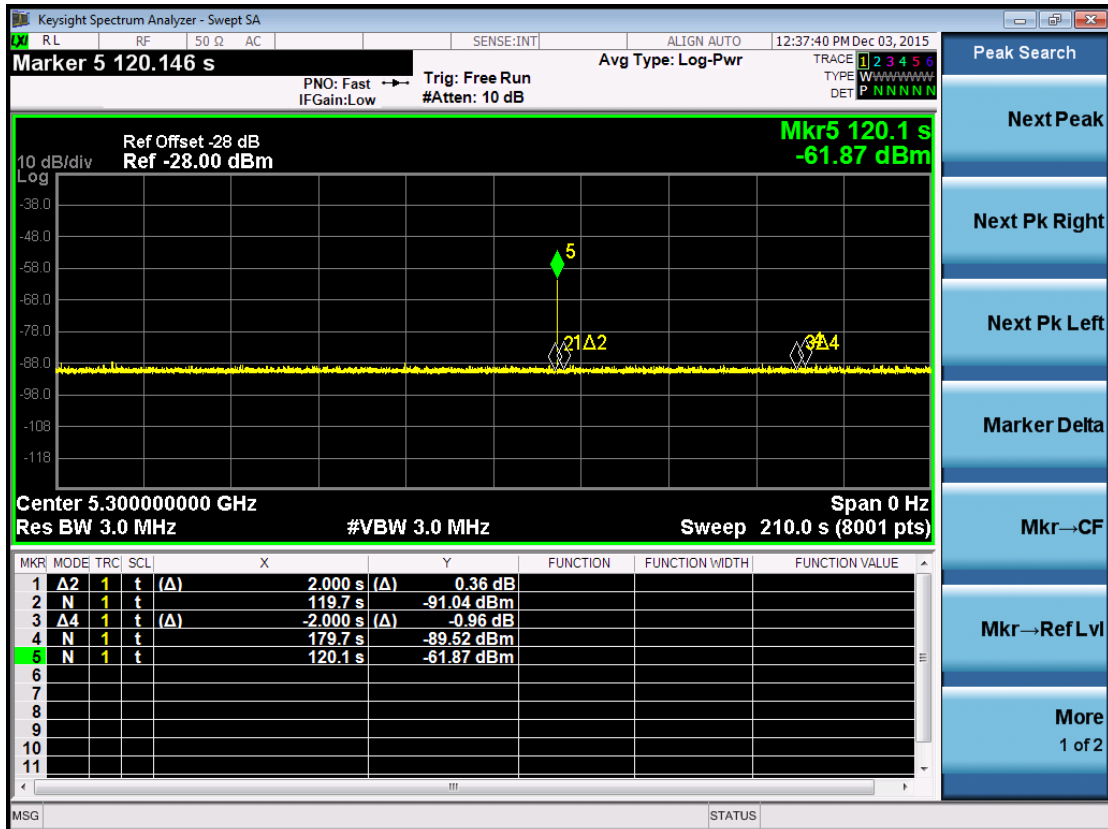 Keysight Spectrum Analyzer - Swept SA
LXI RL RF 50 Ω AC SENSE:INT ALIGN AUTO 12:37:40 PM Dec 03, 2015
Marker 5 120.146 s
PNO: Fast
IFGain:Low
Trig: Free Run
#Atten: 10 dB
Avg Type: Log-Pwr
TRACE 1 2 3 4 5 6
TYPE WWWWWW
DET P N N N N N
Mkr5 120.1 s
-61.87 dBm
Ref Offset -28 dB
10 dB/div Ref -28.00 dBm
Log
-38.0
-48.0
-58.0
-68.0
-78.0
-88.0
-98.0
-108
-118
5
21Δ2
Center 5.300000000 GHz Span 0 Hz
Res BW 3.0 MHz #VBW 3.0 MHz Sweep 210.0 s (8001 pts)
MKR MODE TRC SCL X Y FUNCTION FUNCTION WIDTH FUNCTION VALUE
1 Δ2 1 t (Δ) 2.000 s (Δ) 0.36 dB
2 N 1 t 119.7 s -91.04 dBm
3 Δ4 1 t (Δ) -2.000 s (Δ) -0.96 dB
4 N 1 t 179.7 s -89.52 dBm
5 N 1 t 120.1 s -61.87 dBm
6
7
8
9
10
11
MSG STATUS
Peak Search
Next Peak
Next Pk Right
Next Pk Left
Marker Delta
Mkr→CF
Mkr→Ref Lvl
More
1 of 2